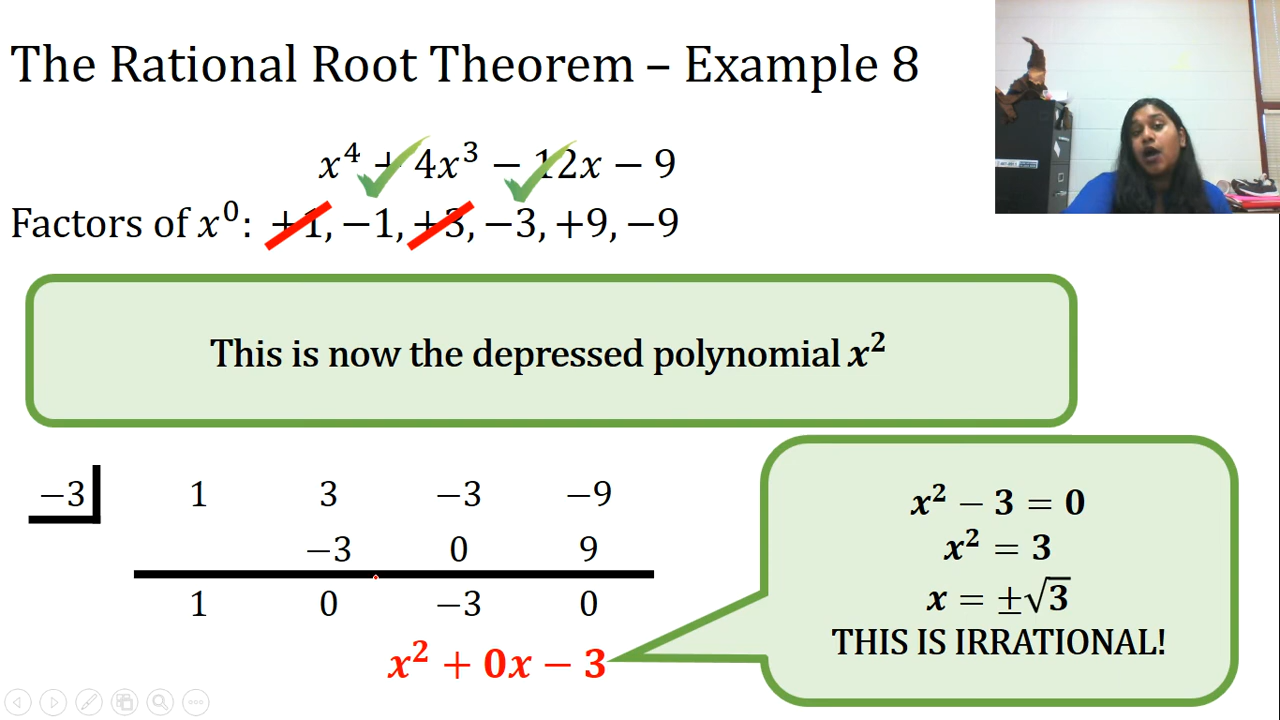 The Rational Root Theorem – Example 8
x⁴ + 4x³ − 12x − 9
Factors of x⁰: +1, −1, +3, −3, +9, −9
This is now the depressed polynomial x²
−3 1 3 −3 −9
−3 0 9
1 0 −3 0
x² + 0x − 3
x² − 3 = 0
x² = 3
x = ±√3
THIS IS IRRATIONAL!